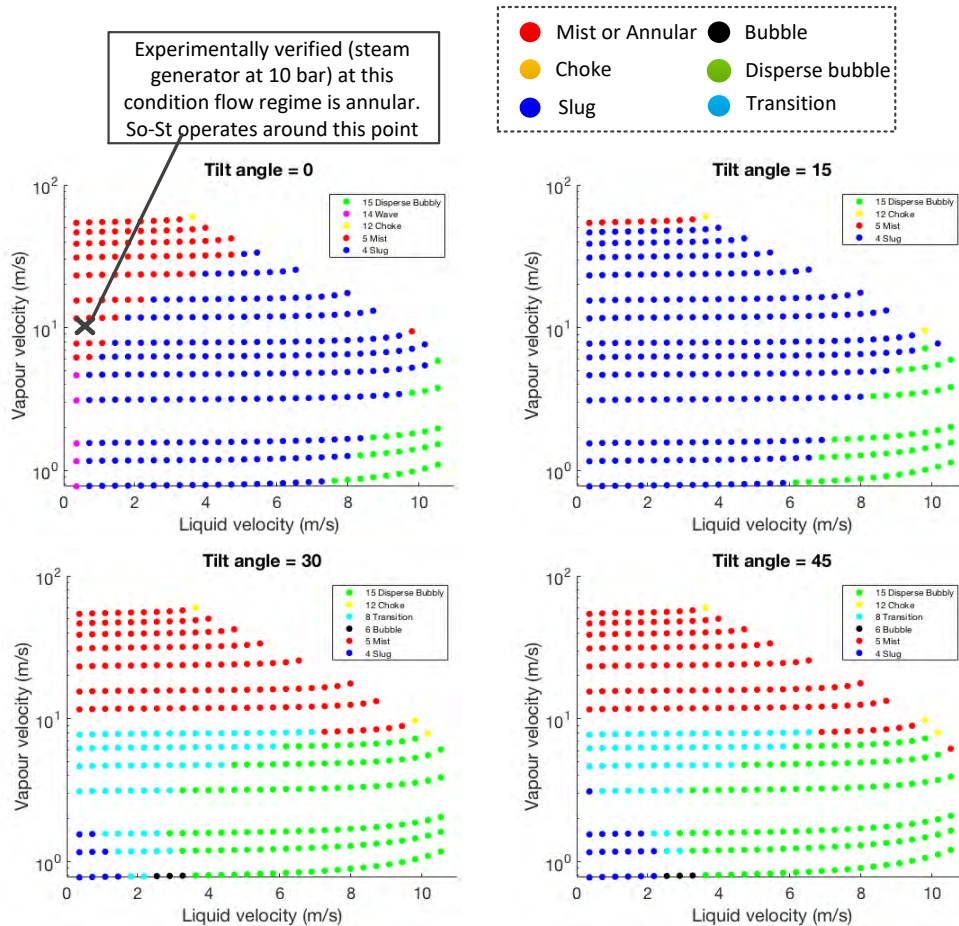 Experimentally verified (steam
generator at 10 bar) at this
condition flow regime is annular.
So-St operates around this point
Mist or Annular
Bubble
Choke
Disperse bubble
Slug
Transition
Tilt angle = 0
10²
10¹
10⁰
Vapour velocity (m/s)
15 Disperse Bubbly
14 Wave
12 Choke
5 Mist
4 Slug
0 2 4 6 8 10
Liquid velocity (m/s)
Tilt angle = 15
10²
10¹
10⁰
Vapour velocity (m/s)
15 Disperse Bubbly
12 Choke
5 Mist
4 Slug
0 2 4 6 8 10
Liquid velocity (m/s)
Tilt angle = 30
10²
10¹
10⁰
Vapour velocity (m/s)
15 Disperse Bubbly
12 Choke
8 Transition
6 Bubble
5 Mist
4 Slug
0 2 4 6 8 10
Liquid velocity (m/s)
Tilt angle = 45
10²
10¹
10⁰
Vapour velocity (m/s)
15 Disperse Bubbly
12 Choke
8 Transition
6 Bubble
5 Mist
4 Slug
0 2 4 6 8 10
Liquid velocity (m/s)